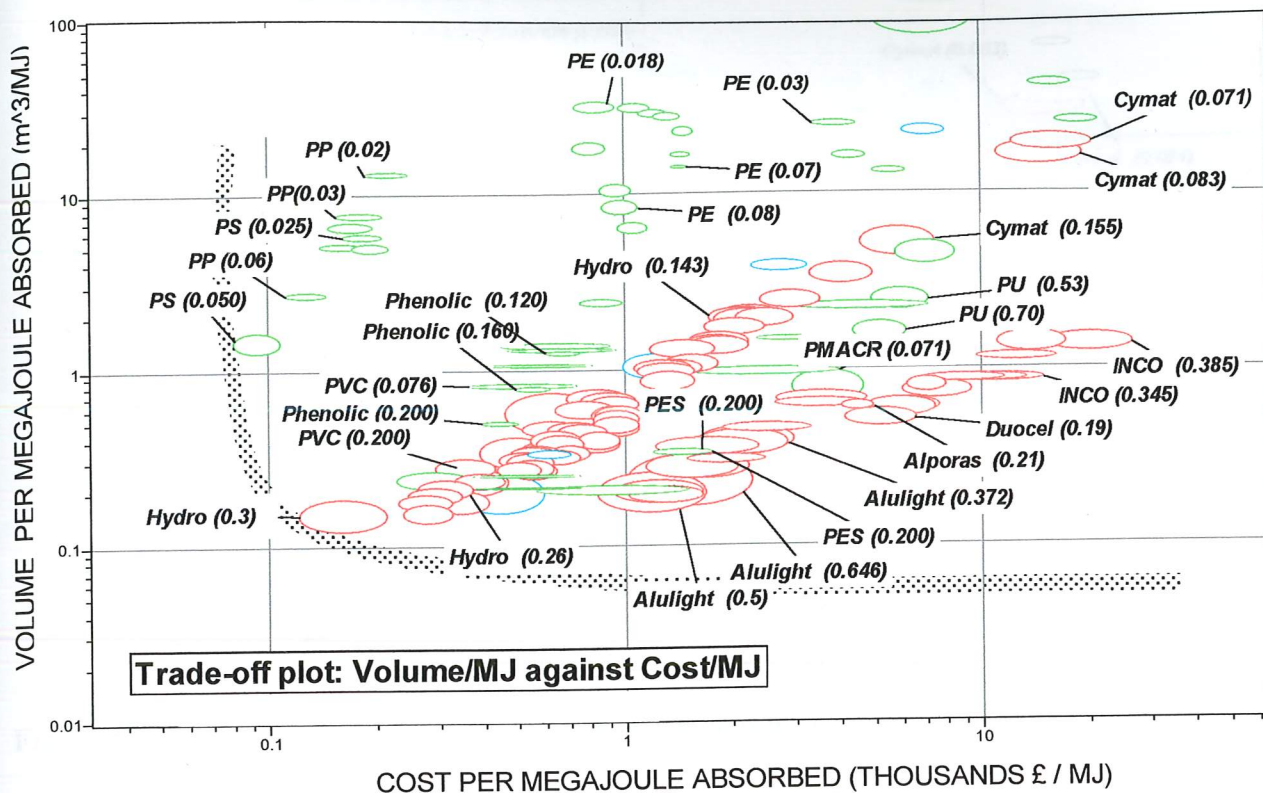 VOLUME PER MEGAJOULE ABSORBED (m^3/MJ)
100
10
1
0.1
0.01
PE (0.018)
PE (0.03)
Cymat (0.071)
PP (0.02)
PE (0.07)
Cymat (0.083)
PP(0.03)
PE (0.08)
PS (0.025)
Cymat (0.155)
PP (0.06)
Hydro (0.143)
PS (0.050)
Phenolic (0.120)
PU (0.53)
Phenolic (0.160)
PU (0.70)
PMACR (0.071)
INCO (0.385)
PVC (0.076)
INCO (0.345)
Phenolic (0.200)
PES (0.200)
Duocel (0.19)
PVC (0.200)
Alporas (0.21)
Alulight (0.372)
Hydro (0.3)
PES (0.200)
Hydro (0.26)
Alulight (0.646)
Alulight (0.5)
Trade-off plot: Volume/MJ against Cost/MJ
0.1
1
10
COST PER MEGAJOULE ABSORBED (THOUSANDS £ / MJ)